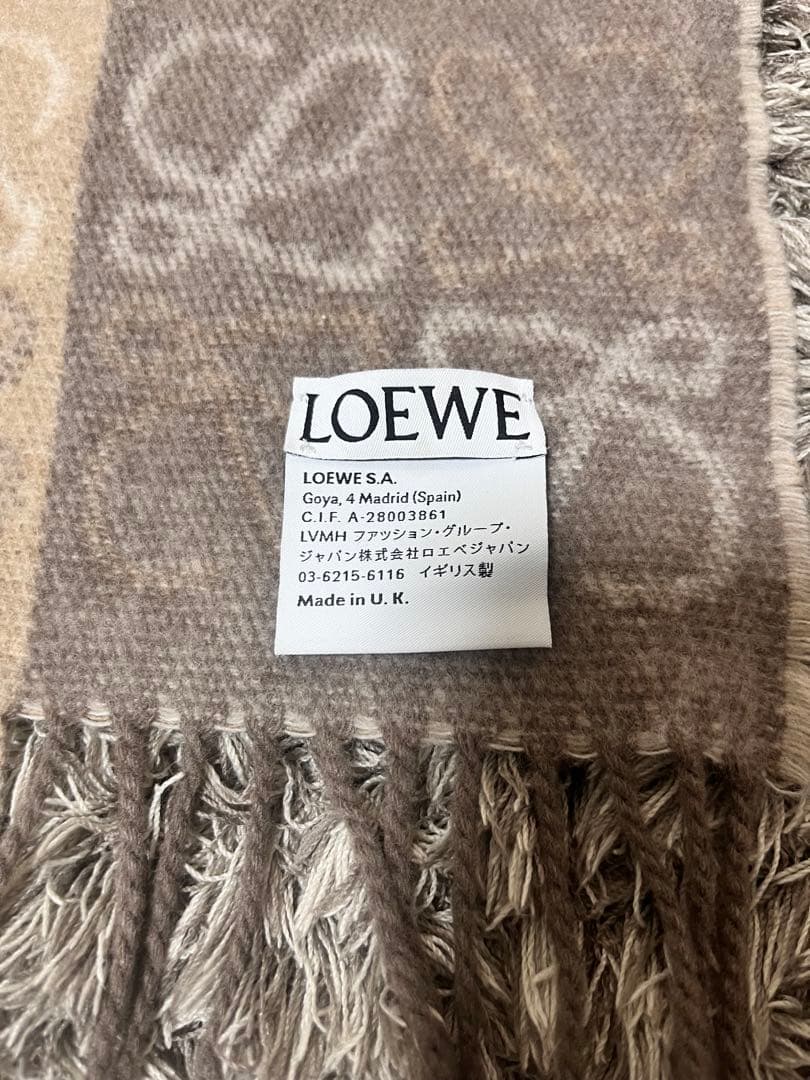 LOEWE
LOEWE S.A.
Goya, 4 Madrid (Spain)
C.I.F. A-28003861
LVMH ファッション・グループ・
ジャパン株式会社ロエベジャパン
03-6215-6116 イギリス製
Made in U. K.